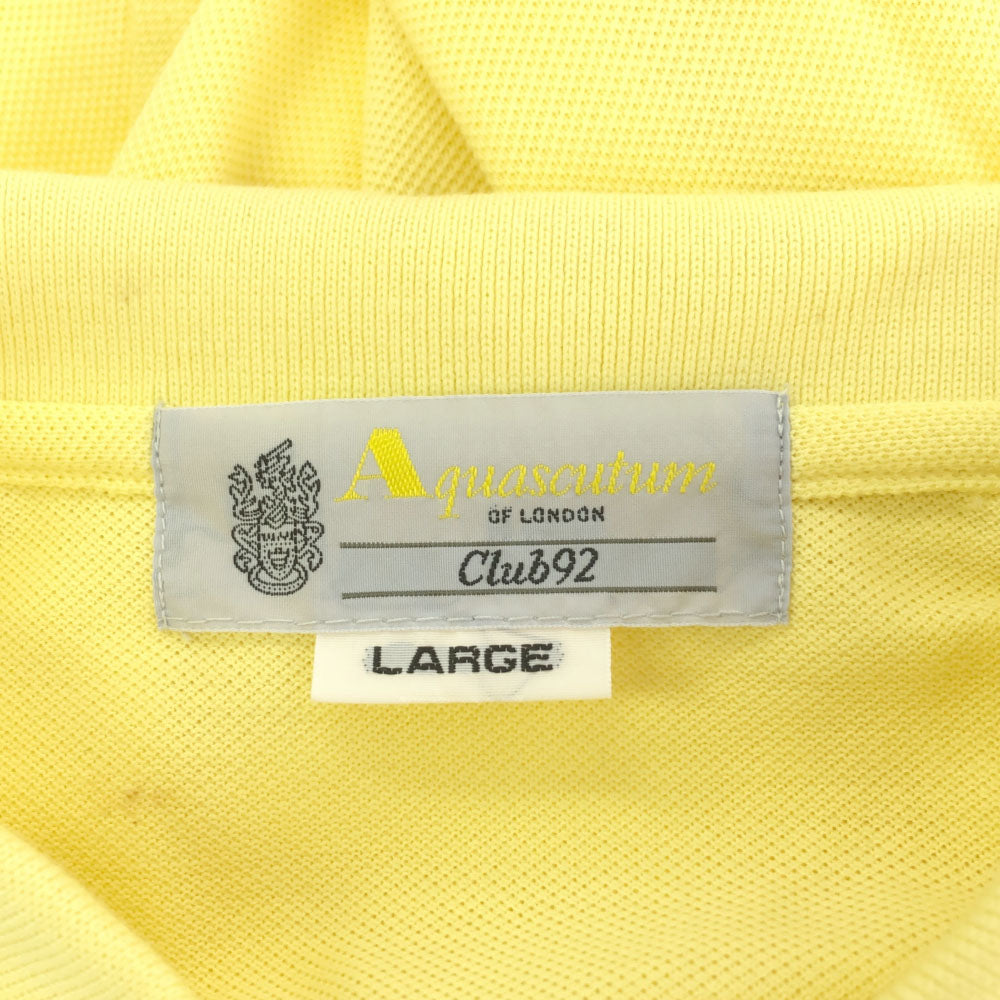 Aquascutum
OF LONDON
Club92
LARGE